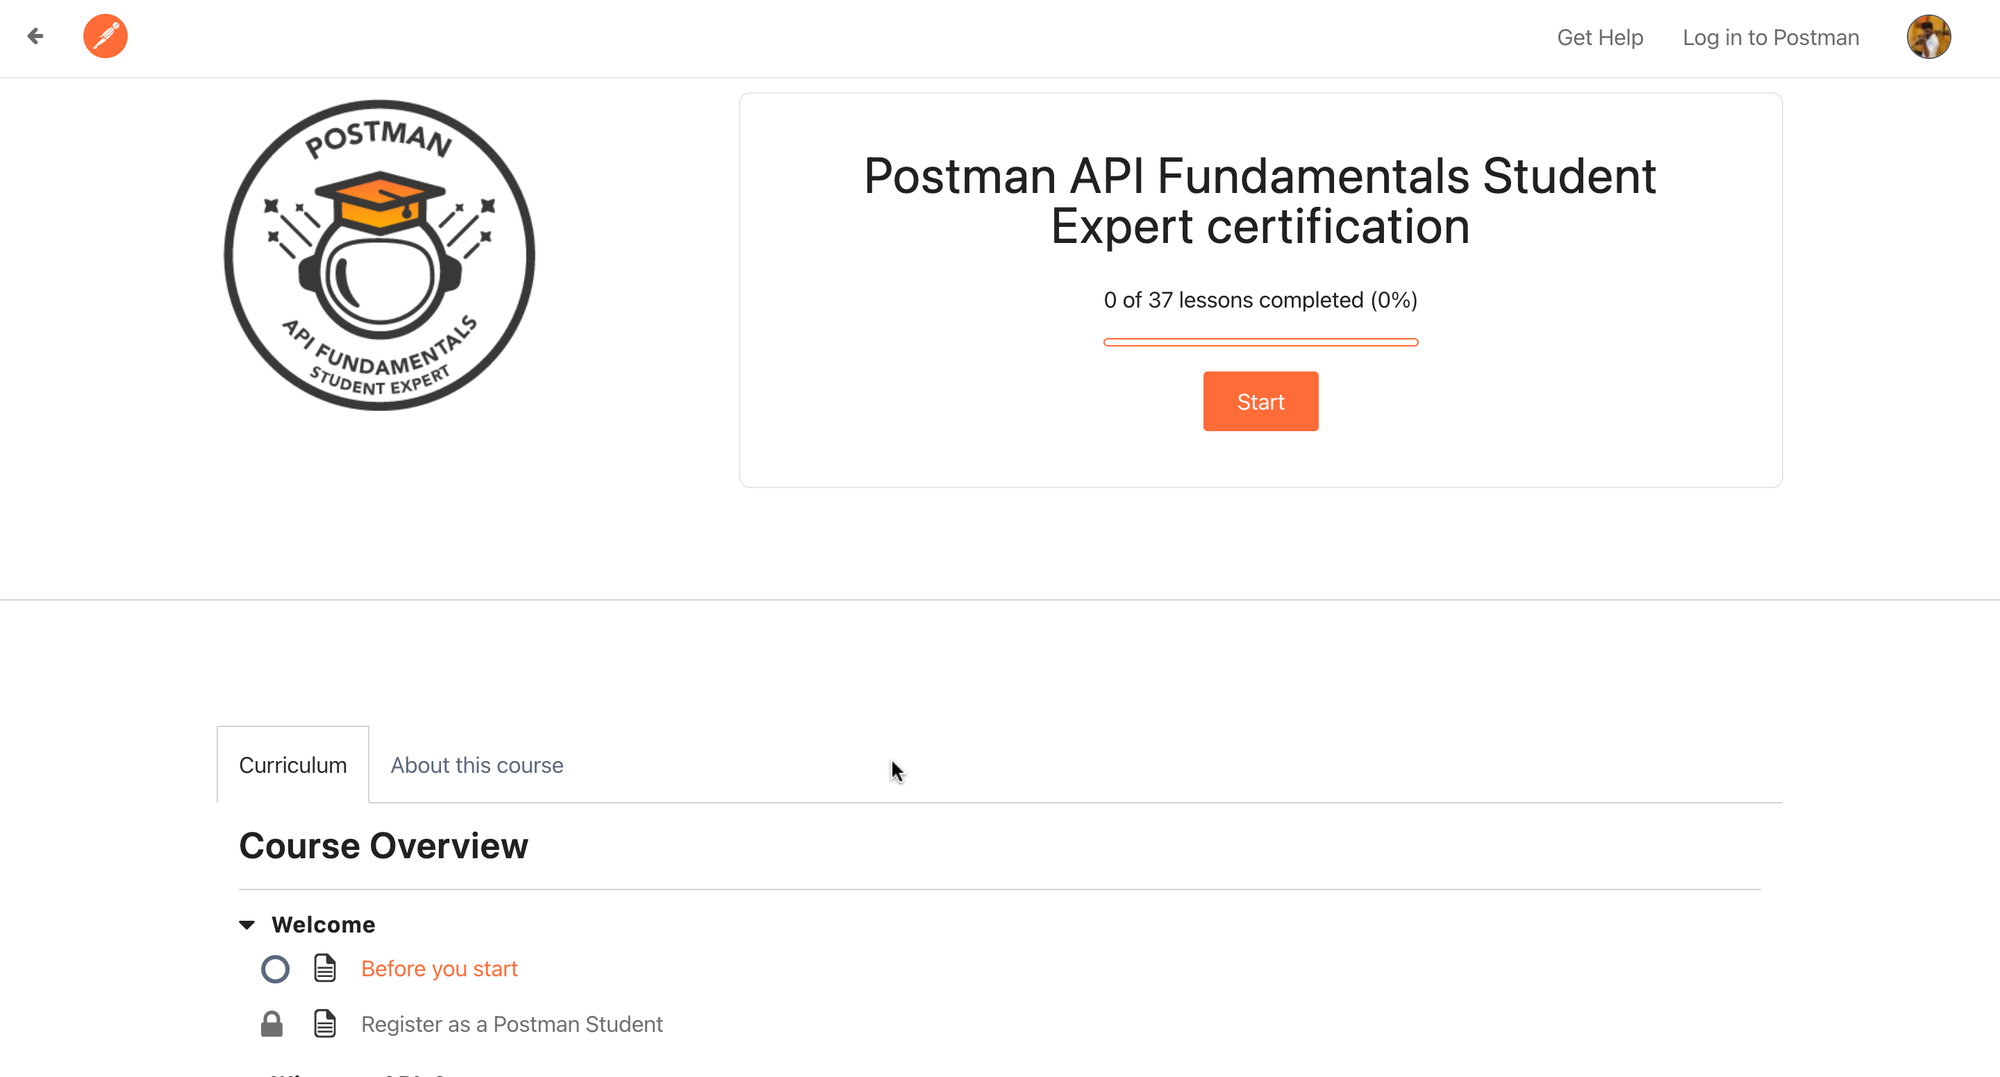 Get Help
Log in to Postman
POSTMAN
API FUNDAMENTALS
STUDENT EXPERT
Postman API Fundamentals Student
Expert certification
0 of 37 lessons completed (0%)
Start
Curriculum
About this course
Course Overview
Welcome
Before you start
Register as a Postman Student